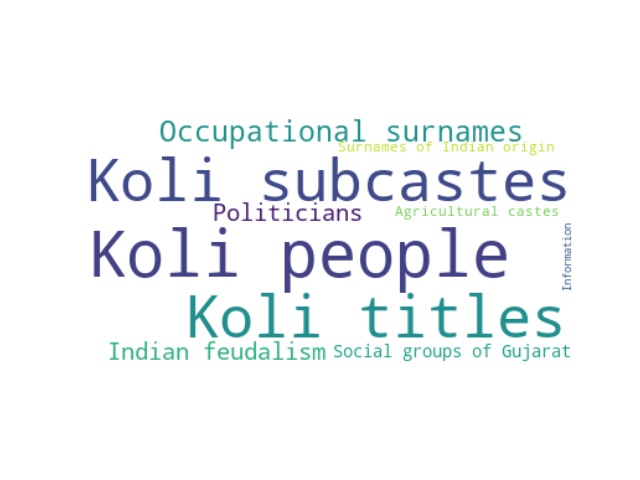 Occupational surnames
Surnames of Indian origin
Koli subcastes
Politicians
Agricultural castes
Koli people
Information
Koli titles
Indian feudalism
Social groups of Gujarat